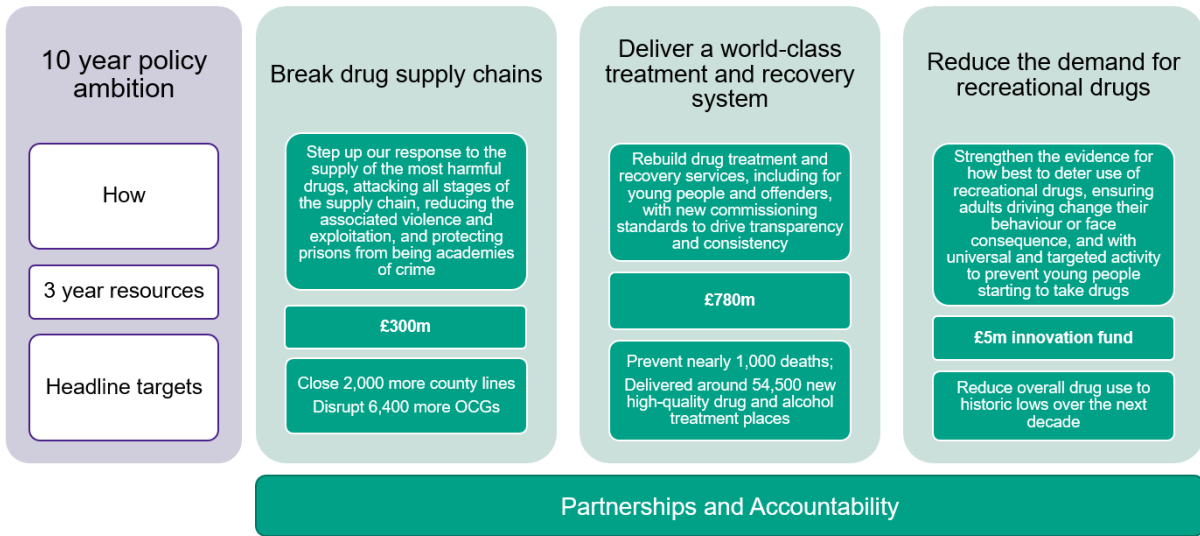 10 year policy
ambition
How
3 year resources
Headline targets
Break drug supply chains
Step up our response to the
supply of the most harmful
drugs, attacking all stages of
the supply chain, reducing the
associated violence and
exploitation, and protecting
prisons from being academies
of crime
£300m
Close 2,000 more county lines
Disrupt 6,400 more OCGs
Deliver a world-class
treatment and recovery
system
Rebuild drug treatment and
recovery services, including for
young people and offenders,
with new commissioning
standards to drive transparency
and consistency
£780m
Prevent nearly 1,000 deaths;
Delivered around 54,500 new
high-quality drug and alcohol
treatment places
Reduce the demand for
recreational drugs
Strengthen the evidence for
how best to deter use of
recreational drugs, ensuring
adults driving change their
behaviour or face
consequence, and with
universal and targeted activity
to prevent young people
starting to take drugs
£5m innovation fund
Reduce overall drug use to
historic lows over the next
decade
Partnerships and Accountability